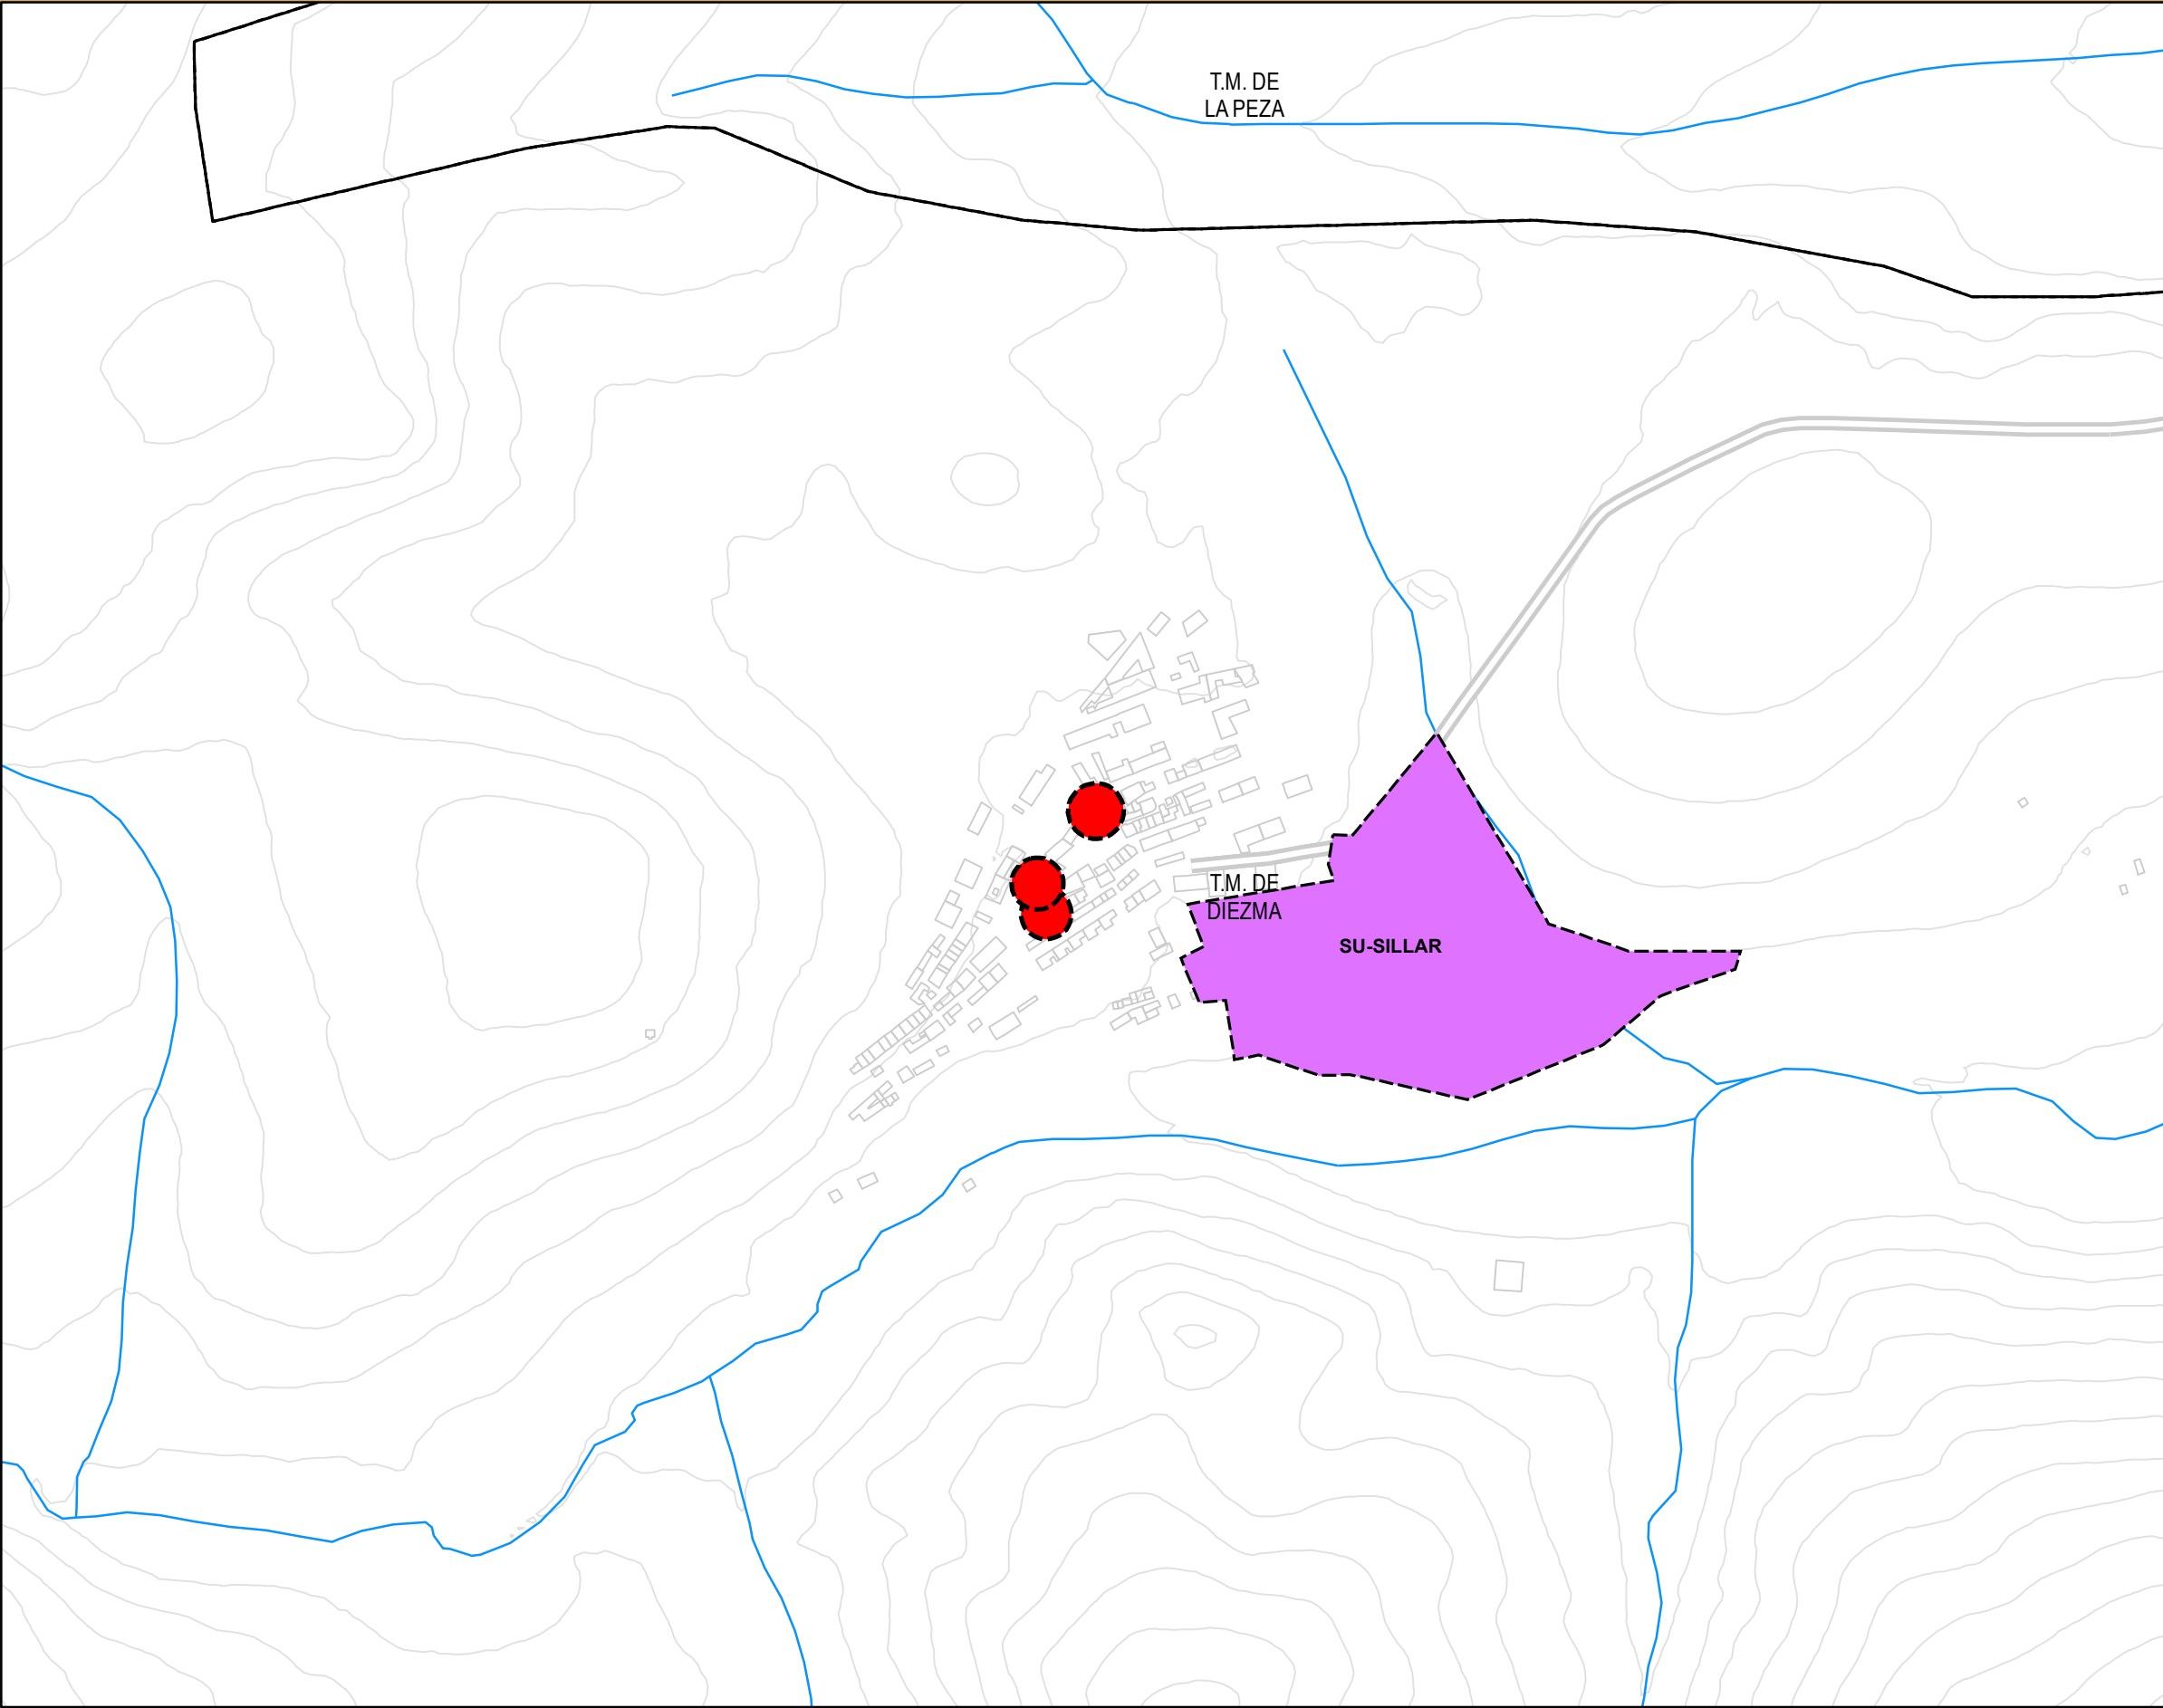 T.M. DE
LA PEZA
T.M. DE
DIEZMA
SU-SILLAR